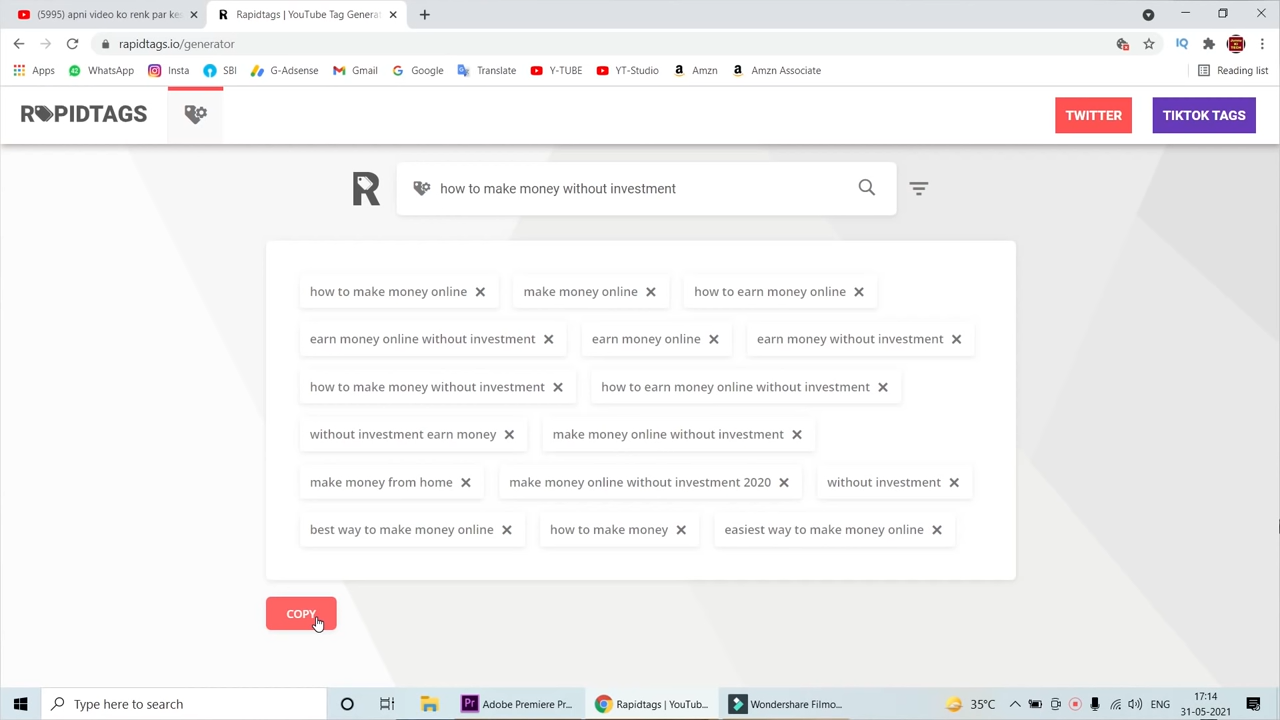 (5995) apni video ko renk par ke
Rapidtags | YouTube Tag Genera
rapidtags.io/generator
IQ
Apps
WhatsApp
Insta
SBI
G-Adsense
Gmail
Google
Translate
Y-TUBE
YT-Studio
Amzn
Amzn Associate
Reading list
RAPIDTAGS
TWITTER
TIKTOK TAGS
R
how to make money without investment
how to make money online
make money online
how to earn money online
earn money online without investment
earn money online
earn money without investment
how to make money without investment
how to earn money online without investment
without investment earn money
make money online without investment
make money from home
make money online without investment 2020
without investment
best way to make money online
how to make money
easiest way to make money online
COPY
Type here to search
Adobe Premiere Pr...
Rapidtags | YouTub...
Wondershare Filmo...
35°C
ENG
17:14
31-05-2021